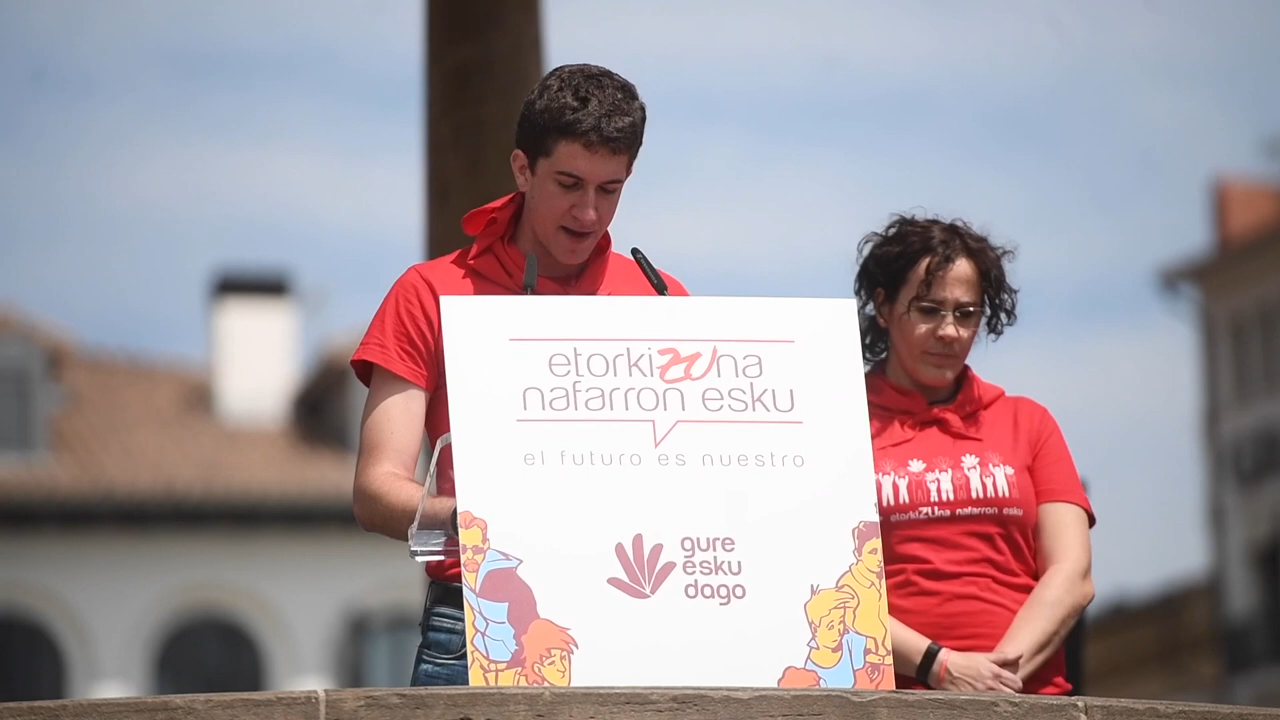 etorkiZUna
nafarron esku
el futuro es nuestro
gure
esku
dago
etorkiZUna nafarron esku